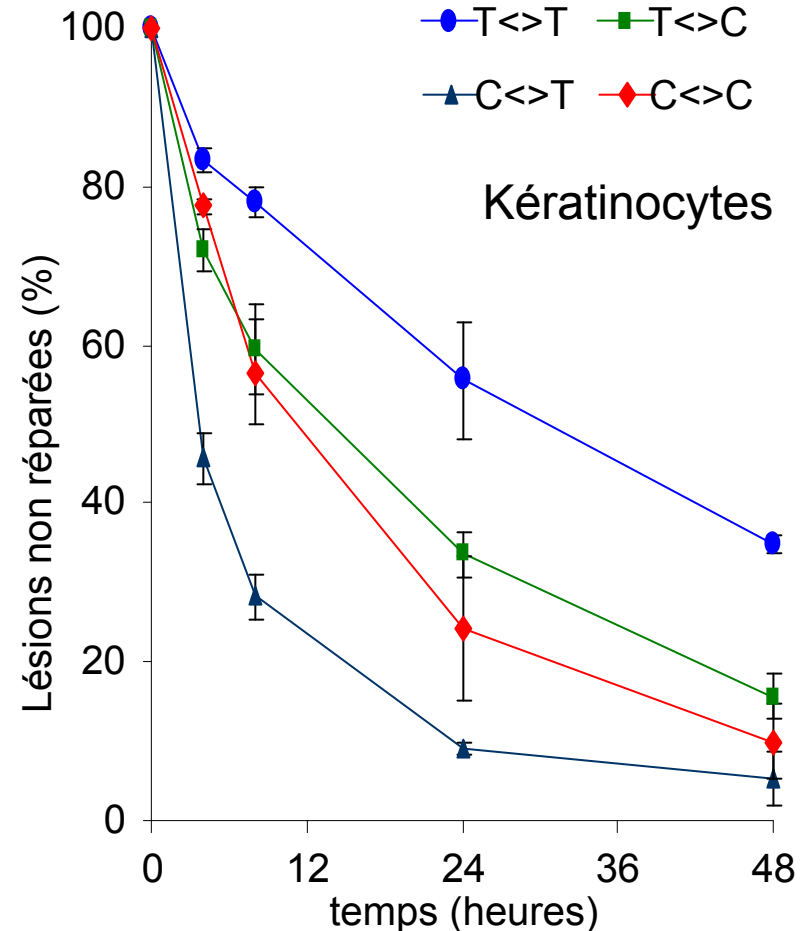 T<>T T<>C
C<>T C<>C
Kératinocytes
Lésions non réparées (%)
100
80
60
40
20
0
0 12 24 36 48
temps (heures)